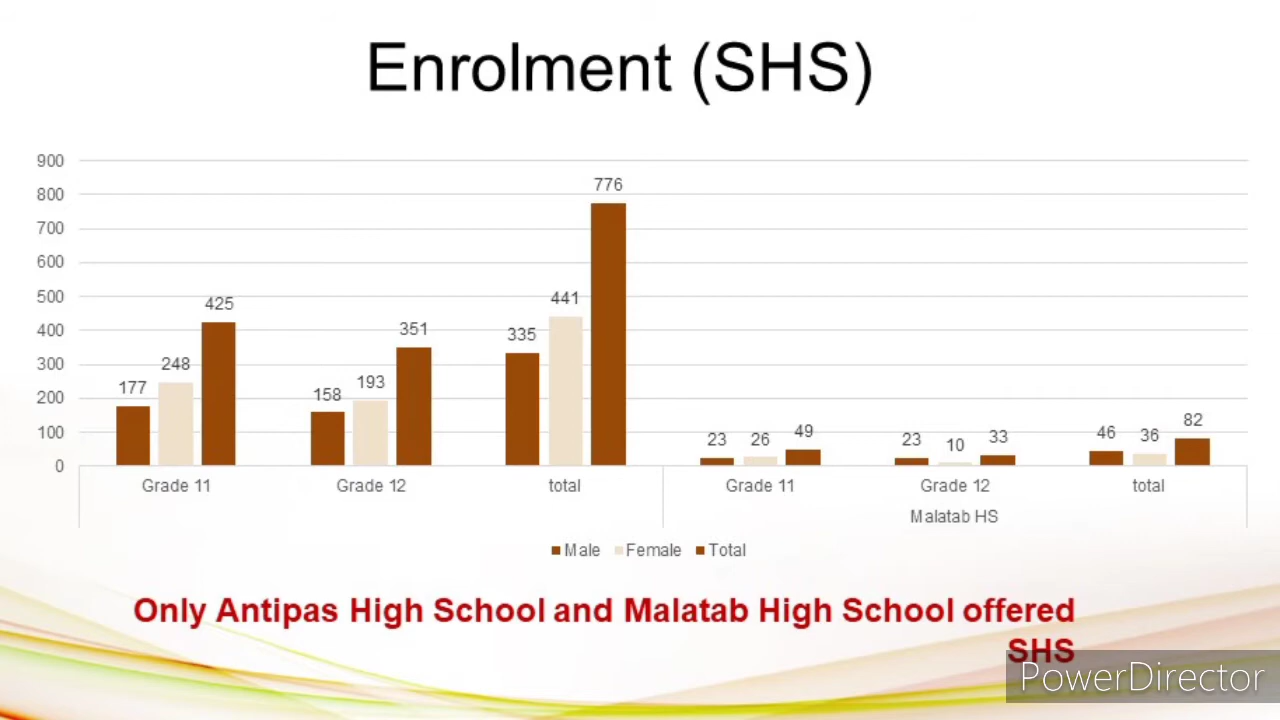 Enrolment (SHS)
900
800
700
600
500
400
300
200
100
0
177 248 425
158 193 351
335 441 776
23 26 49
23 10 33
46 36 82
Grade 11 Grade 12 total Grade 11 Grade 12 total
Malatab HS
Male Female Total
Only Antipas High School and Malatab High School offered
SHS
PowerDirector